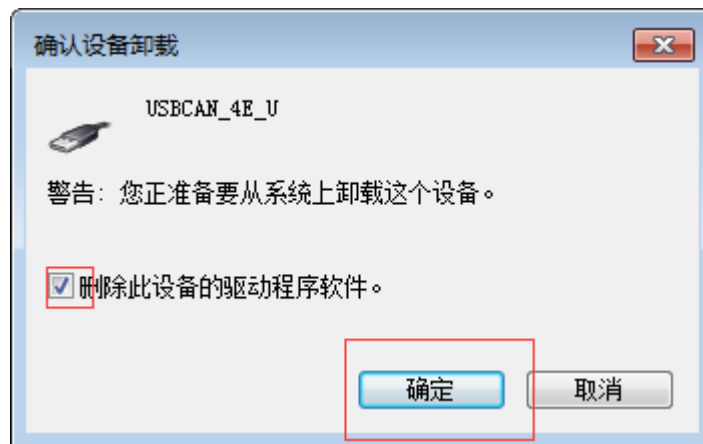 确认设备卸载
USBCAN_4E_U
警告: 您正准备要从系统上卸载这个设备。
删除此设备的驱动程序软件。
确定
取消